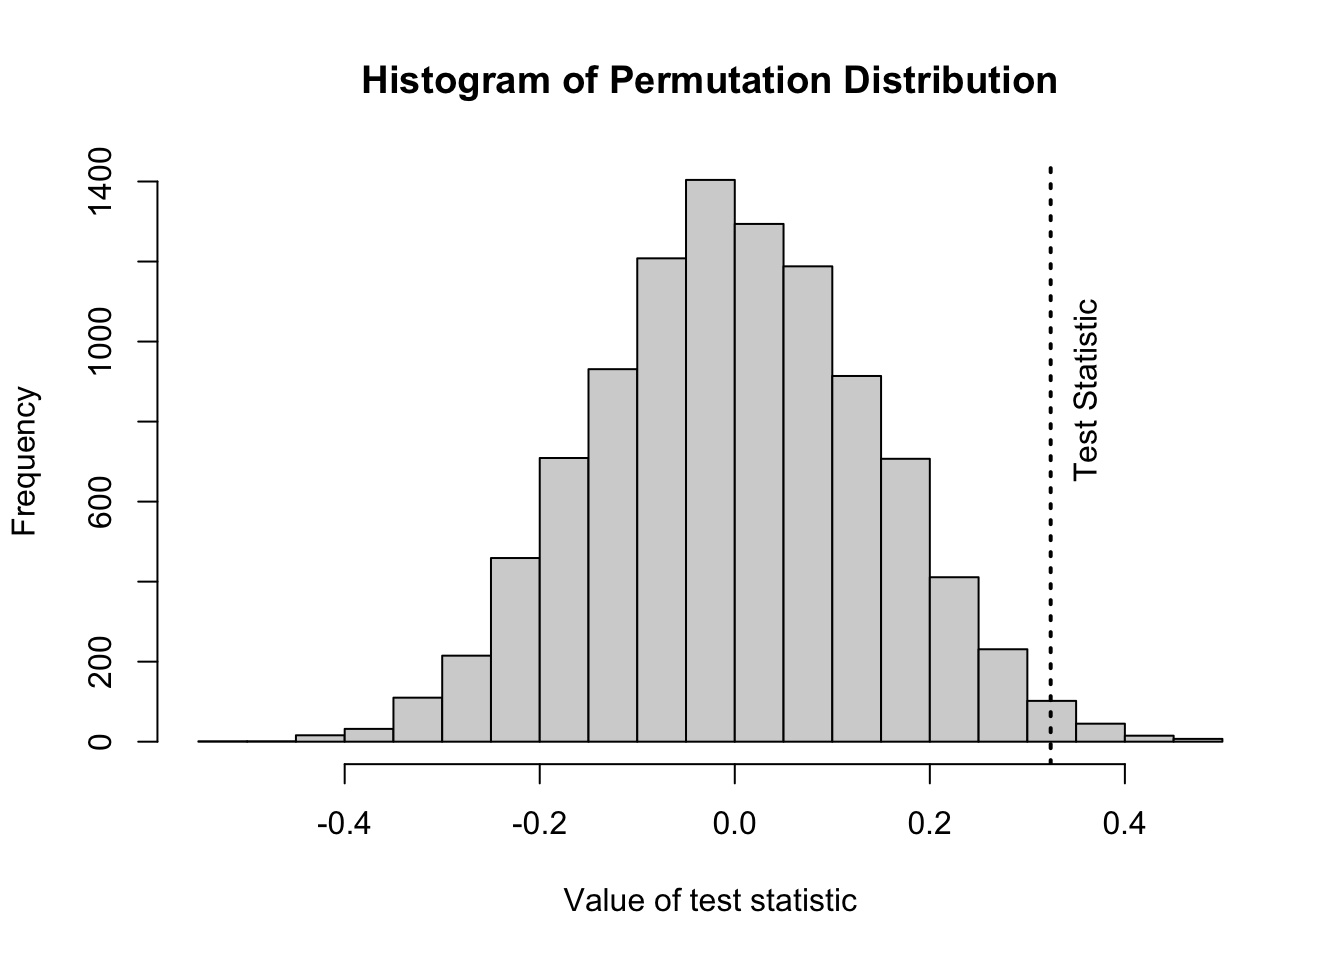 Histogram of Permutation Distribution
1400
1000
600
200
0
Frequency
Test Statistic
-0.4
-0.2
0.0
0.2
0.4
Value of test statistic